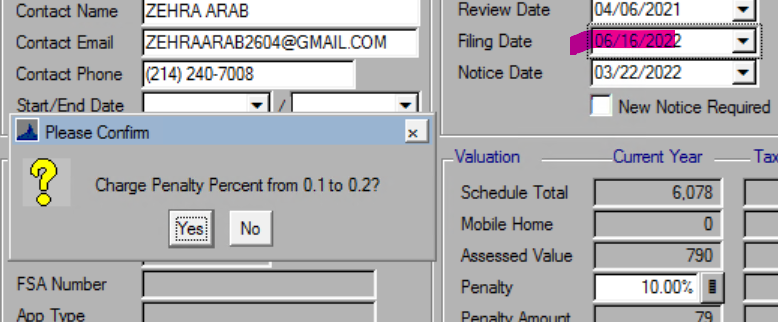 Contact Name ZEHRA ARAB
Contact Email ZEHRAARAB2604@GMAIL.COM
Contact Phone (214) 240-7008
Start/End Date /
Please Confirm x
Charge Penalty Percent from 0.1 to 0.2?
Yes No
FSA Number
App Type
Review Date 04/06/2021
Filing Date 06/16/2022
Notice Date 03/22/2022
New Notice Required
Valuation Current Year Tax
Schedule Total 6,078
Mobile Home 0
Assessed Value 790
Penalty 10.00%
Penalty Amount 79